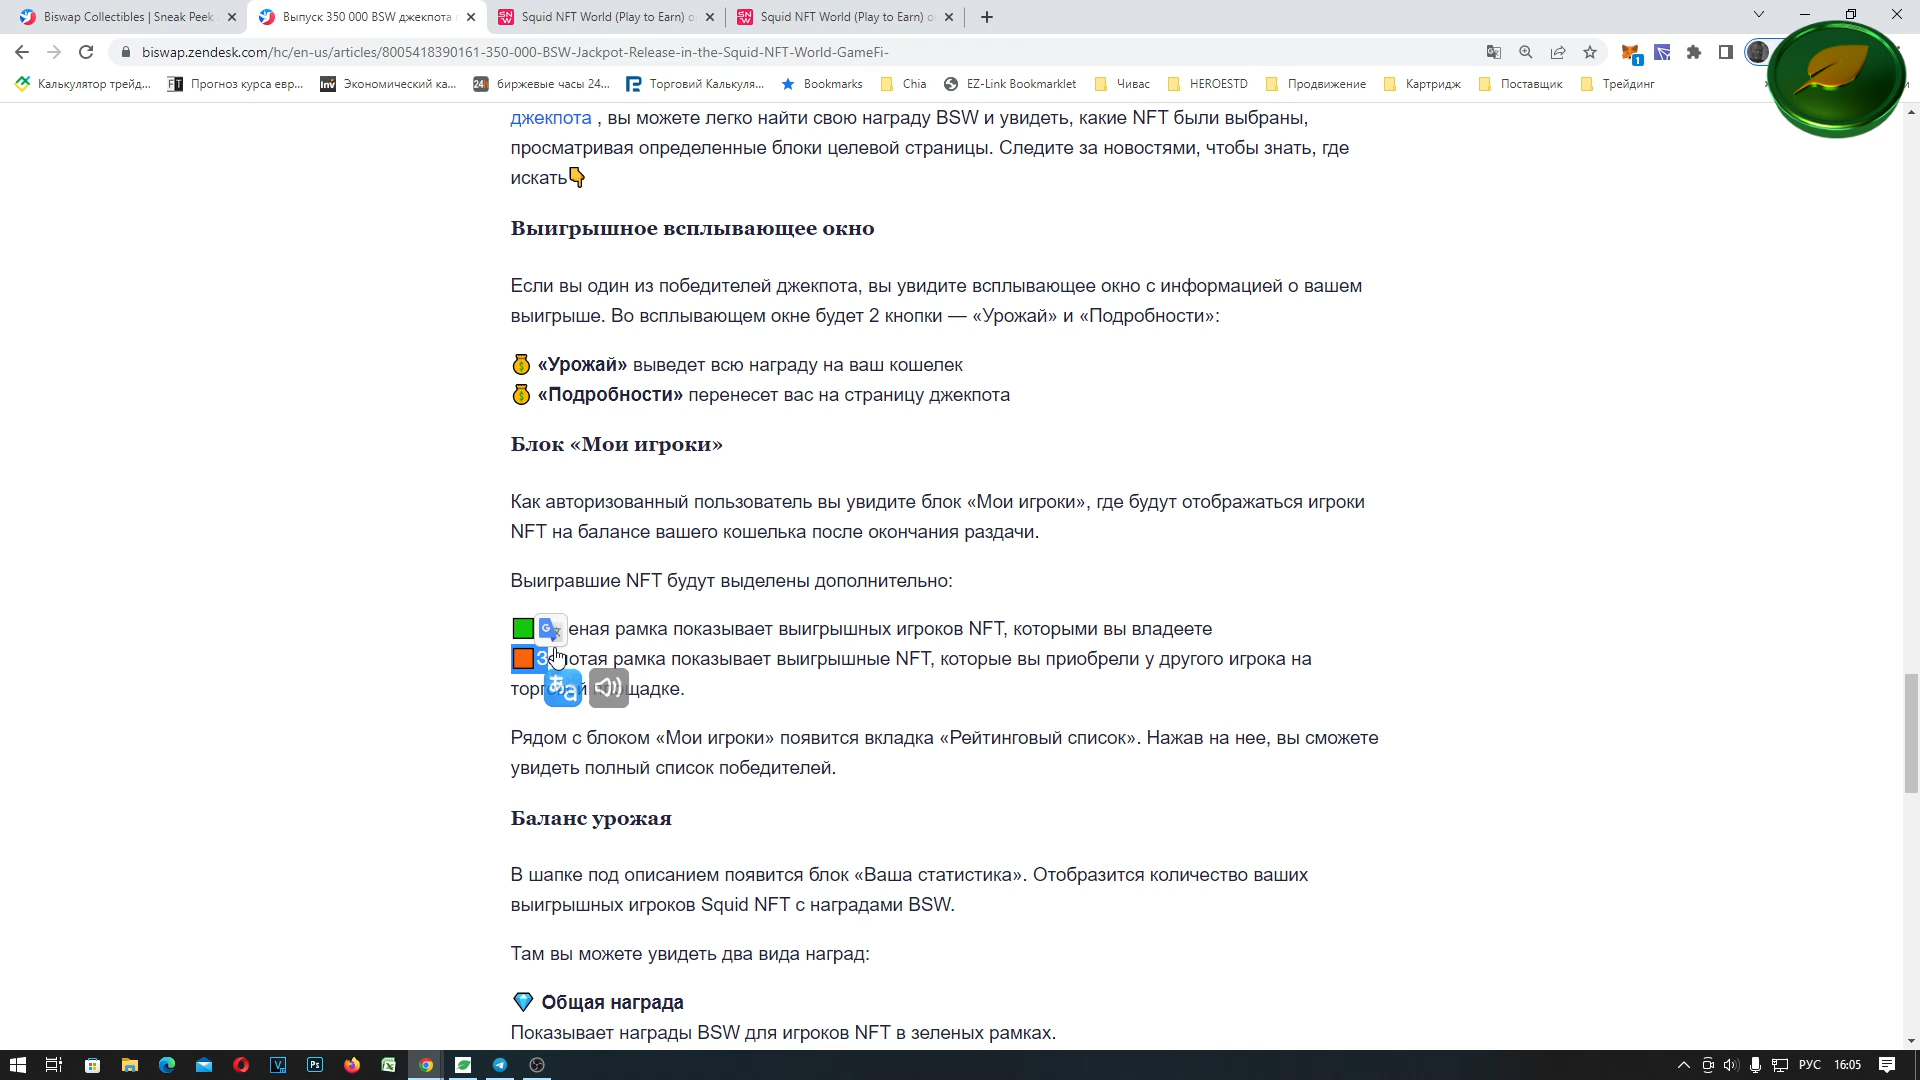 Biswap Collectibles | Sneak Peek
Выпуск 350 000 BSW джекпота
Squid NFT World (Play to Earn) o
Squid NFT World (Play to Earn) o
biswap.zendesk.com/hc/en-us/articles/8005418390161-350-000-BSW-Jackpot-Release-in-the-Squid-NFT-World-GameFi-
1
Калькулятор трейд...
Прогноз курса евр...
Экономический ка...
биржевые часы 24...
Торговий Калькуля...
Bookmarks
Chia
EZ-Link Bookmarklet
Чивас
HEROESTD
Продвижение
Картридж
Поставщик
Трейдинг
джекпота , вы можете легко найти свою награду BSW и увидеть, какие NFT были выбраны,
просматривая определенные блоки целевой страницы. Следите за новостями, чтобы знать, где
искать👇
Выигрышное всплывающее окно
Если вы один из победителей джекпота, вы увидите всплывающее окно с информацией о вашем
выигрыше. Во всплывающем окне будет 2 кнопки — «Урожай» и «Подробности»:
💰 «Урожай» выведет всю награду на ваш кошелек
💰 «Подробности» перенесет вас на страницу джекпота
Блок «Мои игроки»
Как авторизованный пользователь вы увидите блок «Мои игроки», где будут отображаться игроки
NFT на балансе вашего кошелька после окончания раздачи.
Выигравшие NFT будут выделены дополнительно:
еная рамка показывает выигрышных игроков NFT, которыми вы владеете
З отая рамка показывает выигрышные NFT, которые вы приобрели у другого игрока на
торг й щадке.
Рядом с блоком «Мои игроки» появится вкладка «Рейтинговый список». Нажав на нее, вы сможете
увидеть полный список победителей.
Баланс урожая
В шапке под описанием появится блок «Ваша статистика». Отобразится количество ваших
выигрышных игроков Squid NFT с наградами BSW.
Там вы можете увидеть два вида наград:
💎 Общая награда
Показывает награды BSW для игроков NFT в зеленых рамках.
РУС
16:05